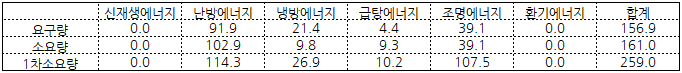 신재생에너지 난방에너지 냉방에너지 급탕에너지 조명에너지 환기에너지 합계
요구량 0.0 91.9 21.4 4.4 39.1 0.0 156.9
소요량 0.0 102.9 9.8 9.3 39.1 0.0 161.0
1차소요량 0.0 114.3 26.9 10.2 107.5 0.0 259.0